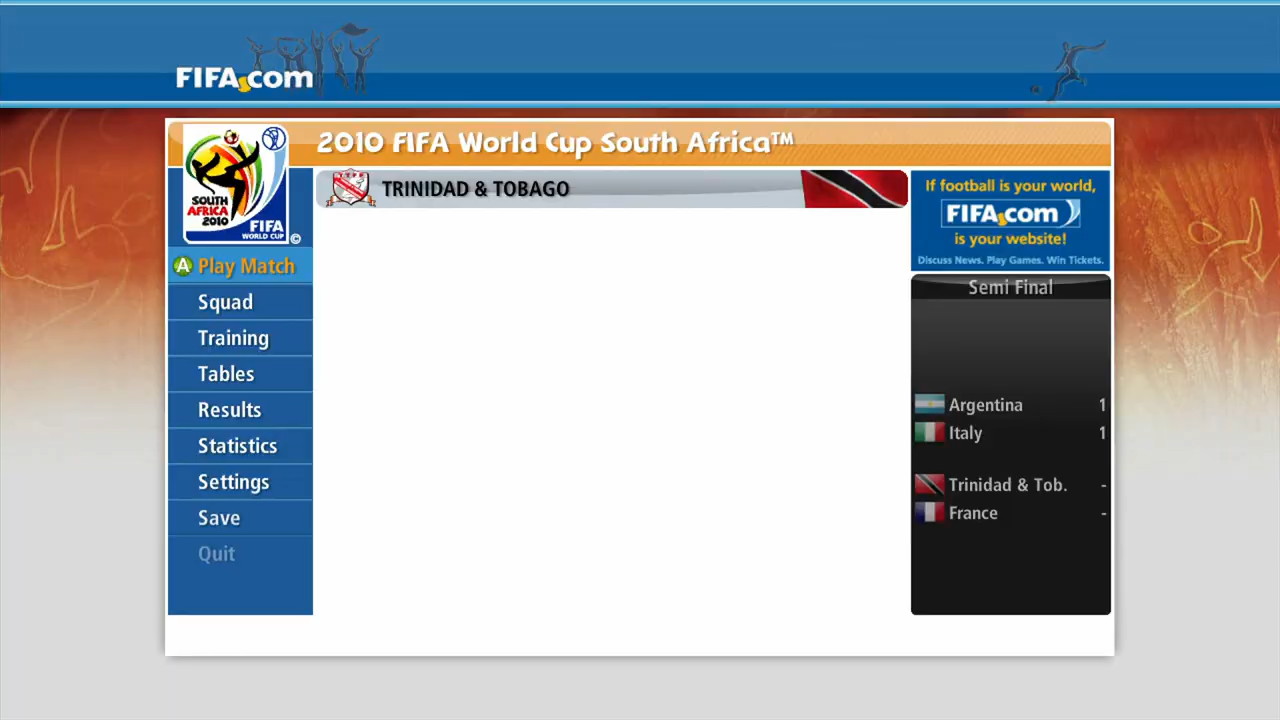 FIFA.com
2010 FIFA World Cup South Africa™
SOUTH
AFRICA
2010
FIFA
WORLD CUP
©
TRINIDAD & TOBAGO
If football is your world,
FIFA.com
is your website!
Discuss News. Play Games. Win Tickets.
A Play Match
Squad
Training
Tables
Results
Statistics
Settings
Save
Quit
Semi Final
Argentina 1
Italy 1
Trinidad & Tob. -
France -